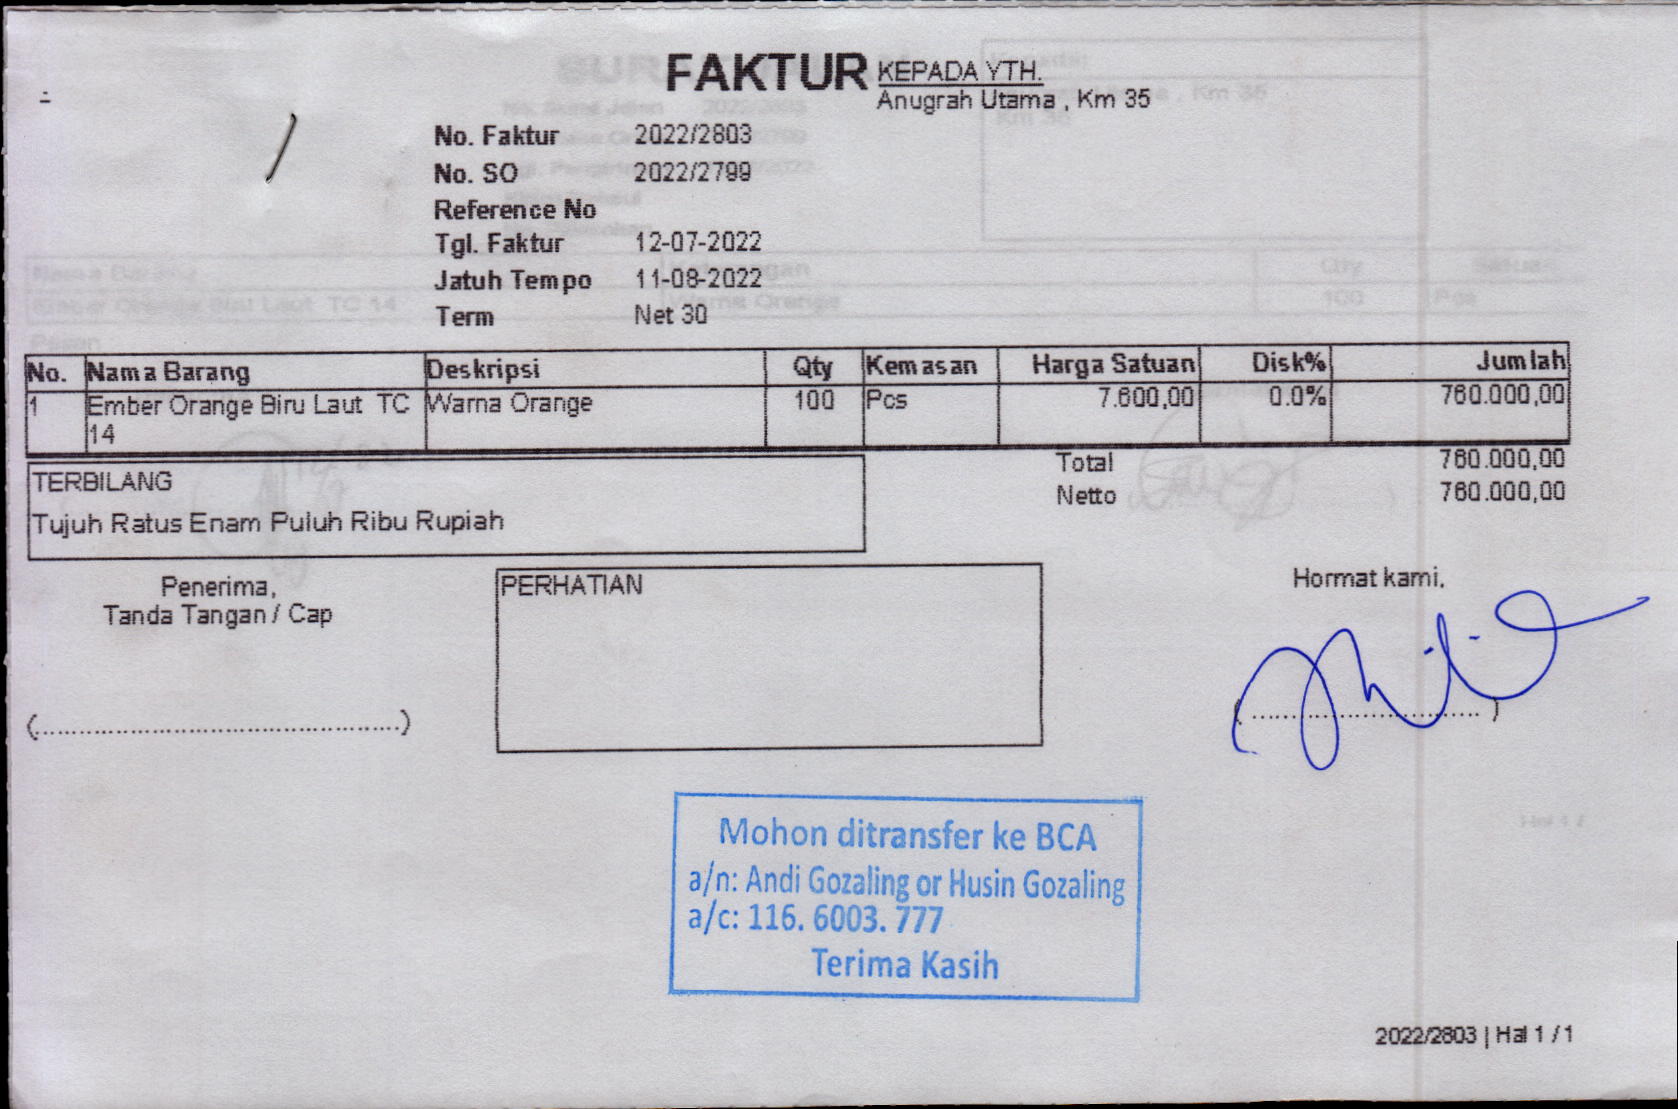 FAKTUR
KEPADA YTH.
Anugrah Utama , Km 35
No. Faktur 2022/2803
No. SO 2022/2799
Reference No
Tgl. Faktur 12-07-2022
Jatuh Tempo 11-08-2022
Term Net 30
No. Nama Barang Deskripsi Qty Kemasan Harga Satuan Disk% Jumlah
1 Ember Orange Biru Laut TC Warna Orange 100 Pcs 7.600,00 0.0% 760.000,00
14
Total 760.000,00
Netto 760.000,00
TERBILANG
Tujuh Ratus Enam Puluh Ribu Rupiah
Penerima,
Tanda Tangan / Cap
(................................................)
PERHATIAN
Hormat kami,
(................................)
Mohon ditransfer ke BCA
a/n: Andi Gozaling or Husin Gozaling
a/c: 116. 6003. 777
Terima Kasih
2022/2803 | Hal 1 / 1